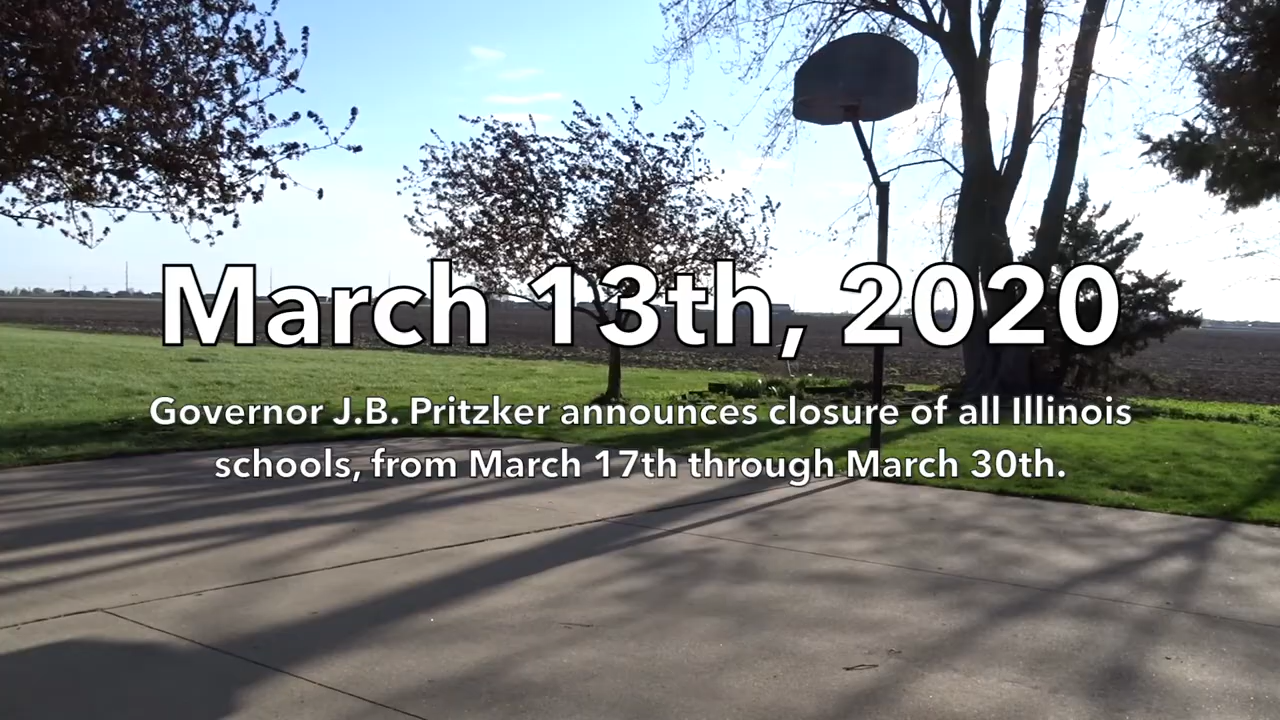 March 13th, 2020
Governor J.B. Pritzker announces closure of all Illinois
schools, from March 17th through March 30th.